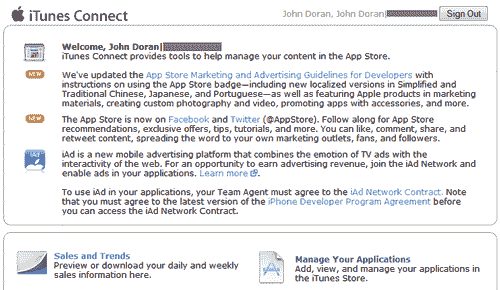 iTunes Connect
John Doran, John Doran| Sign Out
Welcome, John Doran|
iTunes Connect provides tools to help manage your content in the App Store.
NEW
We've updated the App Store Marketing and Advertising Guidelines for Developers with
instructions on using the App Store badge—including new localized versions in Simplified and
Traditional Chinese, Japanese, and Portuguese—as well as featuring Apple products in marketing
materials, creating custom photography and video, promoting apps with accessories, and more.
NEW
The App Store is now on Facebook and Twitter (@AppStore). Follow along for App Store
recommendations, exclusive offers, tips, tutorials, and more. You can like, comment, share, and
retweet content, spreading the word to your own marketing outlets, fans, and followers.
iAd
iAd is a new mobile advertising platform that combines the emotion of TV ads with the
interactivity of the web. For an opportunity to earn advertising revenue, join the iAd Network and
enable ads in your applications. Learn more
To use iAd in your applications, your Team Agent must agree to the iAd Network Contract. Note
that you must agree to the latest version of the iPhone Developer Program Agreement before
you can access the iAd Network Contract.
Sales and Trends
Preview or download your daily and weekly
sales information here.
Manage Your Applications
Add, view, and manage your applications in
the iTunes Store.